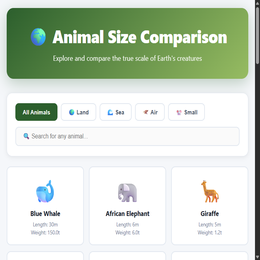 Animal Size Comparison
Explore and compare the true scale of Earth's creatures
All Animals
Land
Sea
Air
Small
Search for any animal...
Blue Whale
Length: 30m
Weight: 150.0t
African Elephant
Length: 6m
Weight: 6.0t
Giraffe
Length: 5m
Weight: 1.2t